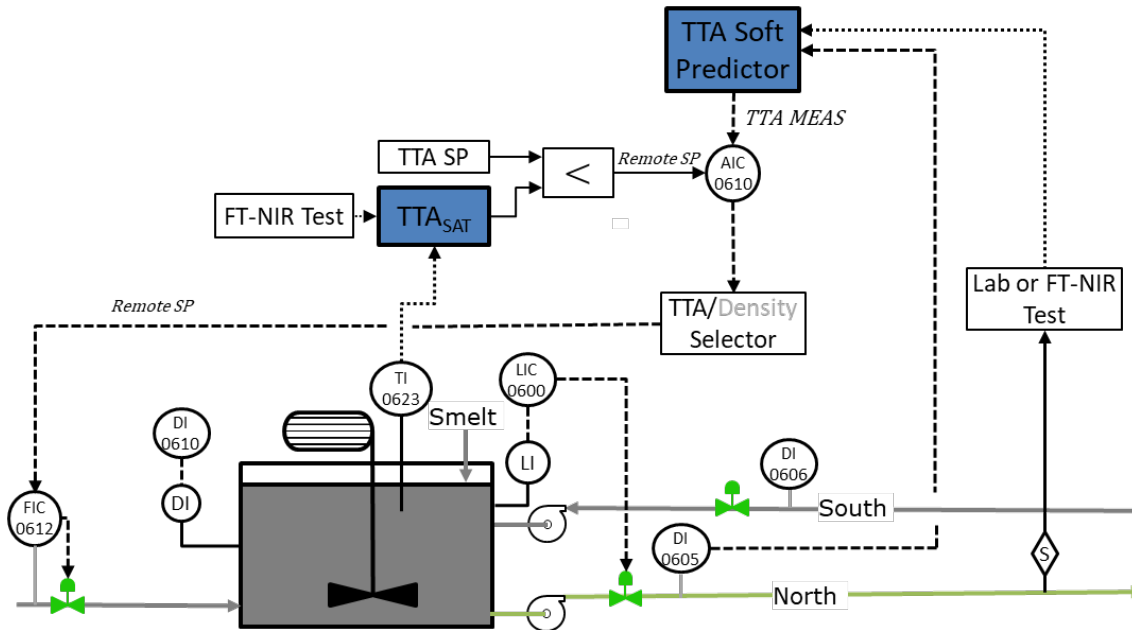 TTA Soft
Predictor
TTA MEAS
TTA SP
<
Remote SP
AIC
0610
FT-NIR Test
TTASAT
Remote SP
TTA/Density
Selector
Lab or FT-NIR
Test
TI
0623
LIC
0600
Smelt
DI
0610
DI
LI
DI
0606
South
FIC
0612
DI
0605
S
North